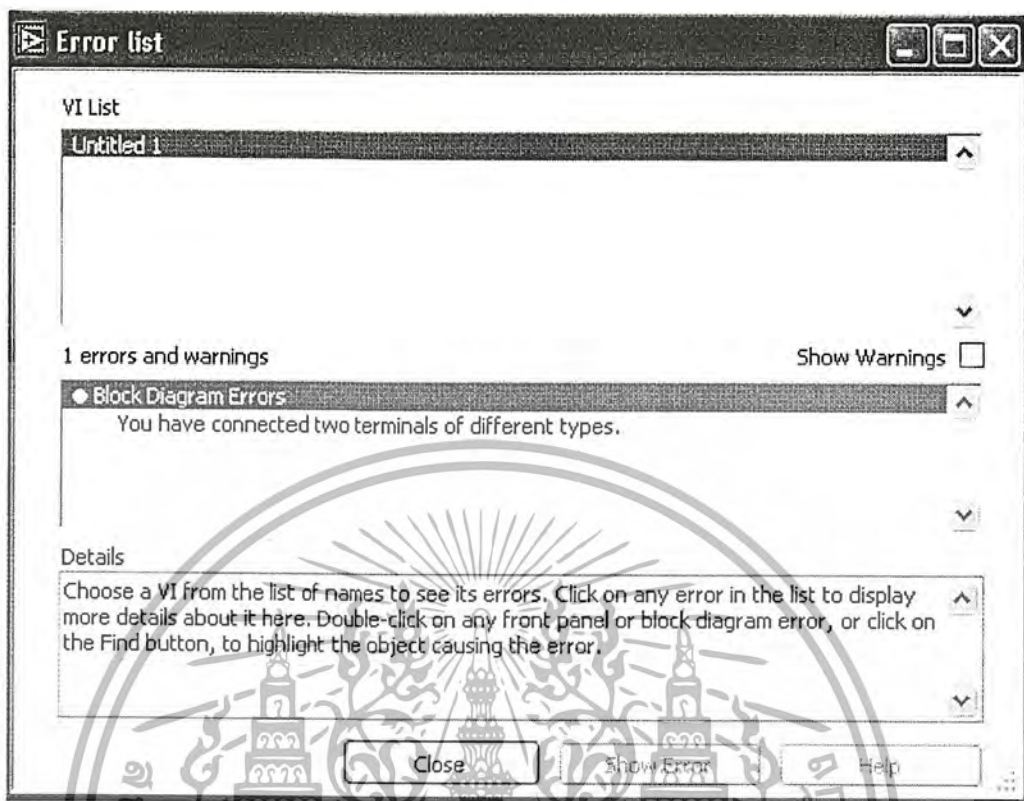 Error list
VI List
Untitled 1
1 errors and warnings
Show Warnings
Block Diagram Errors
You have connected two terminals of different types.
Details
Choose a VI from the list of names to see its errors. Click on any error in the list to display
more details about it here. Double-click on any front panel or block diagram error, or click on
the Find button, to highlight the object causing the error.
Close
Show Error
Help